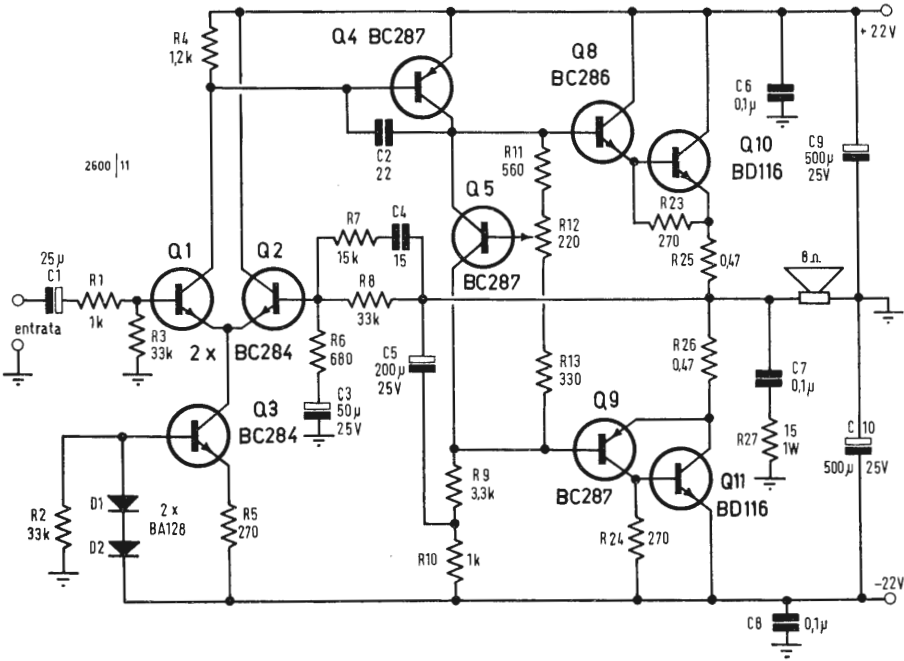 R4
1,2k
Q4 BC287
Q8
BC286
+22V
C6
0,1µ
C2
22
R11
560
Q10
BD116
C9
500µ
25V
2600 | 11
Q5
R23
270
R12
220
R7
15k
C4
15
BC287
R25
0,47
8Ω
25µ
C1
R1
1k
Q1
Q2
R8
33k
entrata
R3
33k
2x
BC284
R6
680
C5
200µ
25V
R26
0,47
R13
330
C7
0,1µ
C3
50µ
25V
Q3
BC284
Q9
R27
15
1W
C 10
500µ
25V
R2
33k
D1
D2
2x
BA128
R5
270
R9
3,3k
BC287
Q11
BD116
R10
1k
R24
270
-22V
C8
0,1µ